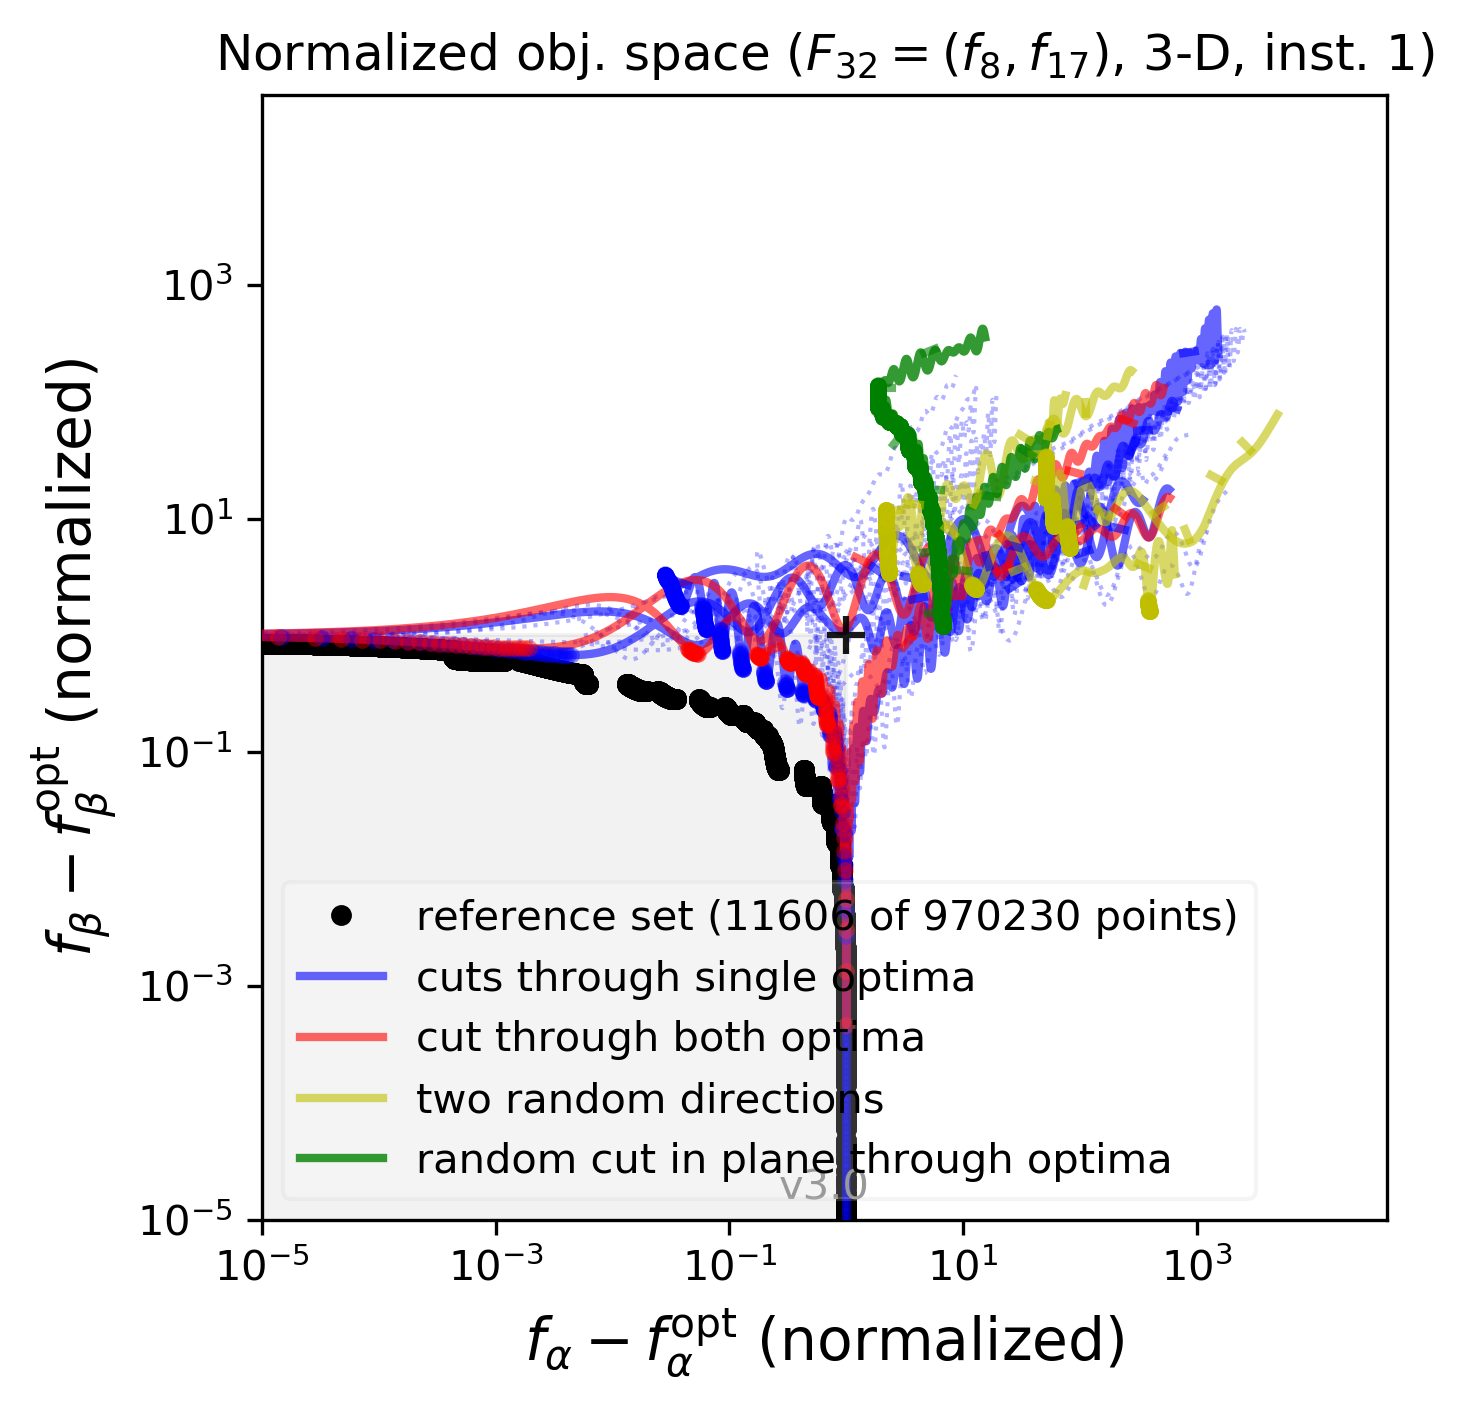 Normalized obj. space (F₃₂ = (f₈, f₁₇), 3-D, inst. 1)
f_β − f_β^opt (normalized)
10³
10¹
10⁻¹
10⁻³
10⁻⁵
reference set (11606 of 970230 points)
cuts through single optima
cut through both optima
two random directions
random cut in plane through optima
v3.0
10⁻⁵ 10⁻³ 10⁻¹ 10¹ 10³
f_α − f_α^opt (normalized)